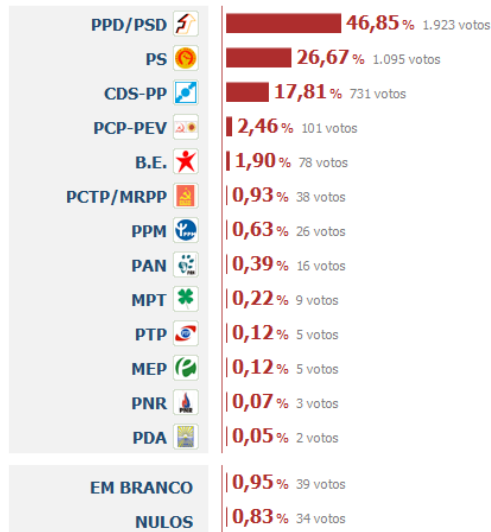 PPD/PSD 46,85 % 1.923 votos
PS 26,67 % 1.095 votos
CDS-PP 17,81 % 731 votos
PCP-PEV 2,46 % 101 votos
B.E. 1,90 % 78 votos
PCTP/MRPP 0,93 % 38 votos
PPM 0,63 % 26 votos
PAN 0,39 % 16 votos
MPT 0,22 % 9 votos
PTP 0,12 % 5 votos
MEP 0,12 % 5 votos
PNR 0,07 % 3 votos
PDA 0,05 % 2 votos
EM BRANCO 0,95 % 39 votos
NULOS 0,83 % 34 votos